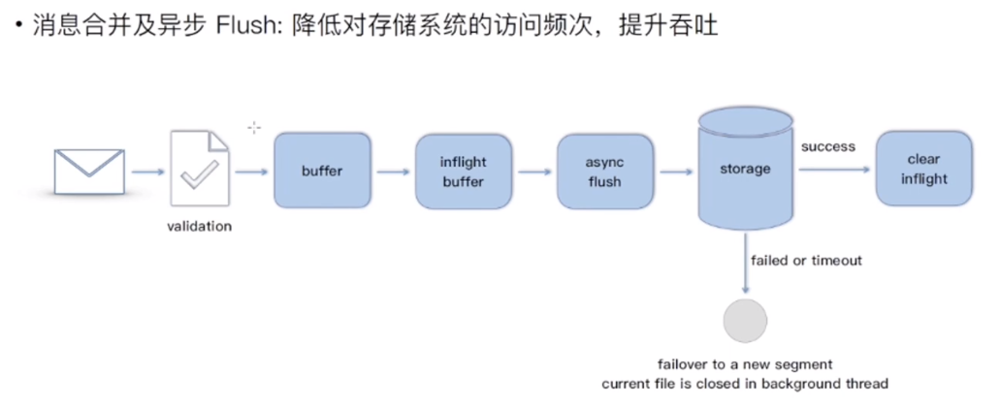 • 消息合并及异步 Flush: 降低对存储系统的访问频次，提升吞吐
validation
buffer
inflight
buffer
async
flush
storage
success
clear
inflight
failed or timeout
failover to a new segment
current file is closed in background thread